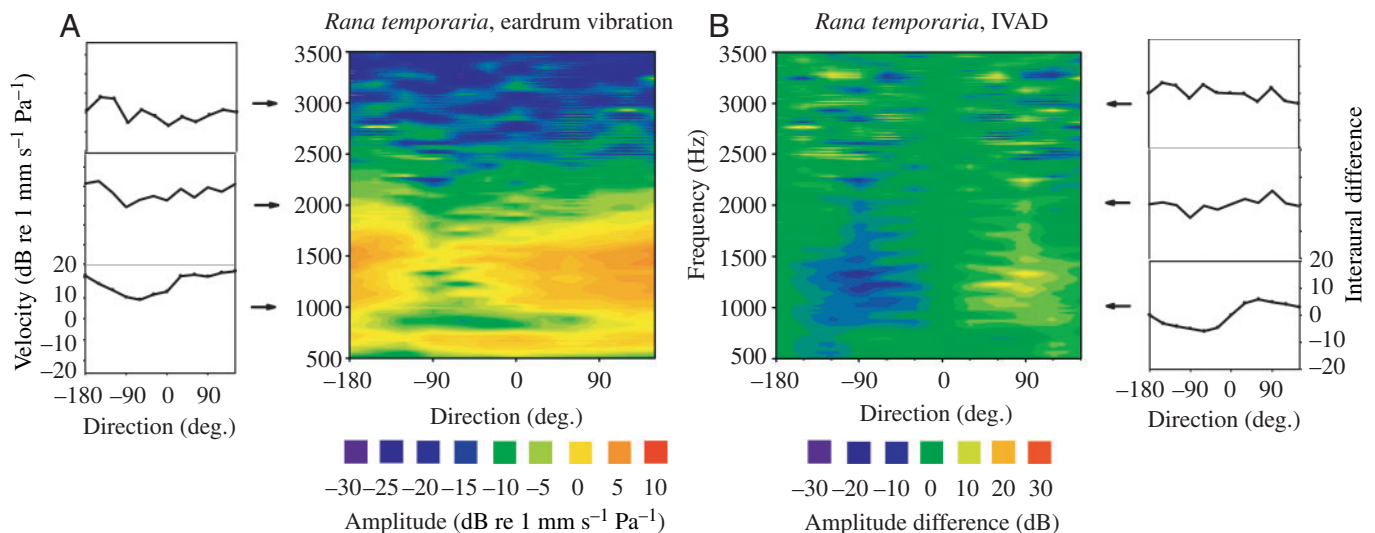 A
Rana temporaria, eardrum vibration
Velocity (dB re 1 mm s⁻¹ Pa⁻¹)
20
10
0
−10
−20
−180 −90 0 90
Direction (deg.)
3500
3000
2500
2000
1500
1000
500
−180 −90 0 90
Direction (deg.)
−30 −25 −20 −15 −10 −5 0 5 10
Amplitude (dB re 1 mm s⁻¹ Pa⁻¹)
B
Rana temporaria, IVAD
Frequency (Hz)
3500
3000
2500
2000
1500
1000
500
−180 −90 0 90
Direction (deg.)
−30 −20 −10 0 10 20 30
Amplitude difference (dB)
Interaural difference
20
10
0
−10
−20
−180 −90 0 90
Direction (deg.)